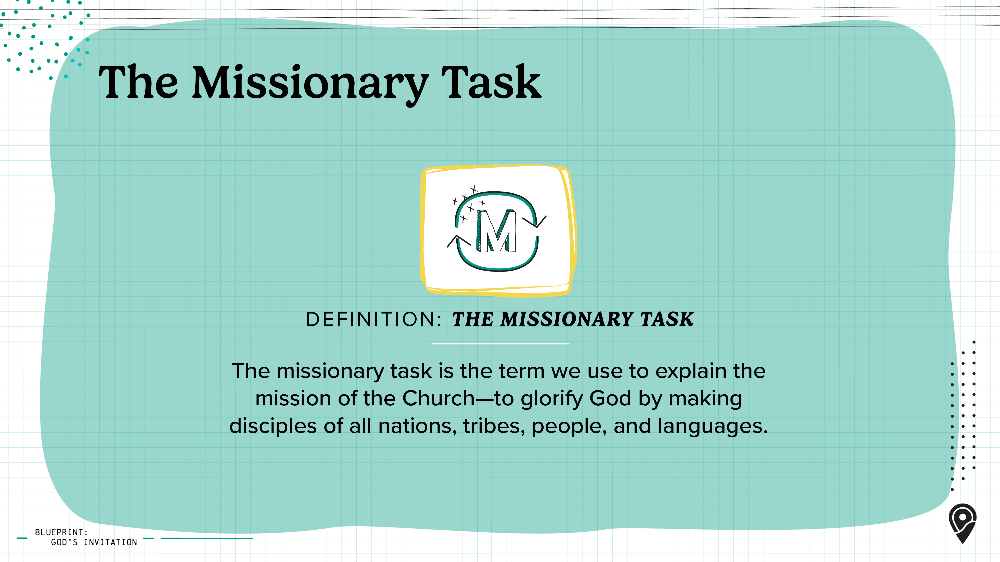 The Missionary Task
M
DEFINITION: THE MISSIONARY TASK
The missionary task is the term we use to explain the
mission of the Church—to glorify God by making
disciples of all nations, tribes, people, and languages.
BLUEPRINT:
GOD'S INVITATION